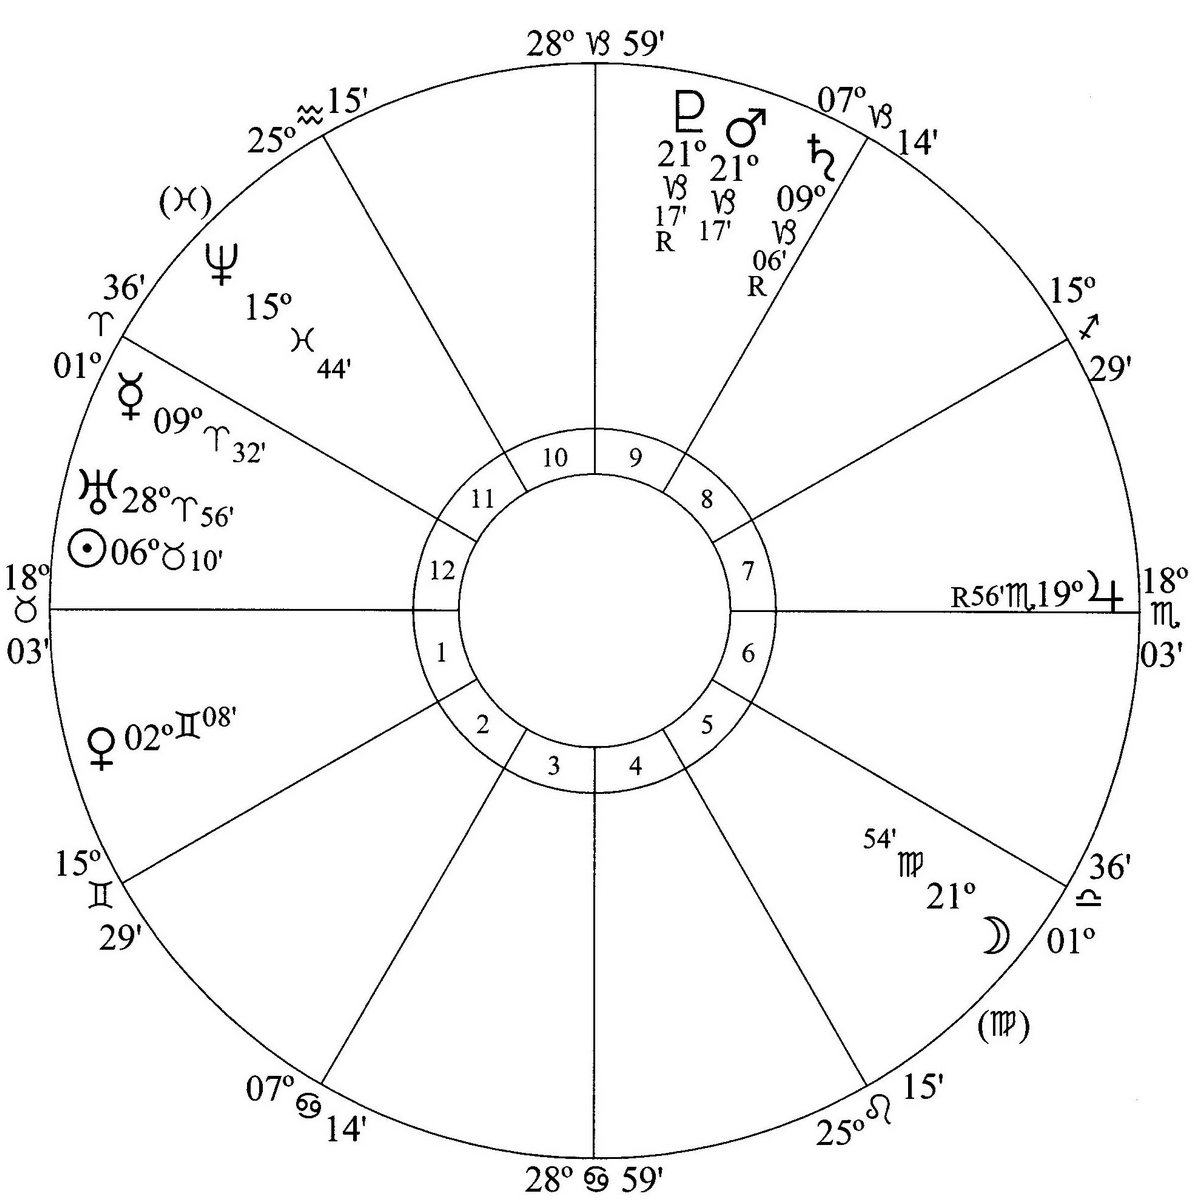 28º ♑ 59'
07º ♑ 14'
15º ♐ 29'
18º ♏ 03'
36' ♎ 01º
(♍)
15' ♌ 25º
28º ♋ 59'
07º ♋ 14'
15º ♊ 29'
18º ♉ 03'
36' ♈ 01º
(♓)
25º ♒ 15'
♇ 21º ♑ 17' R
♂ 21º ♑ 17'
♄ 09º ♑ 06' R
♆ 15º ♓ 44'
☿ 09º ♈ 32'
♅ 28º ♈ 56'
☉ 06º ♉ 10'
R 56' ♏ 19º ♃
♀ 02º ♊ 08'
54' ♍ 21º ☽
10
9
11
8
12
7
1
6
2
5
3
4